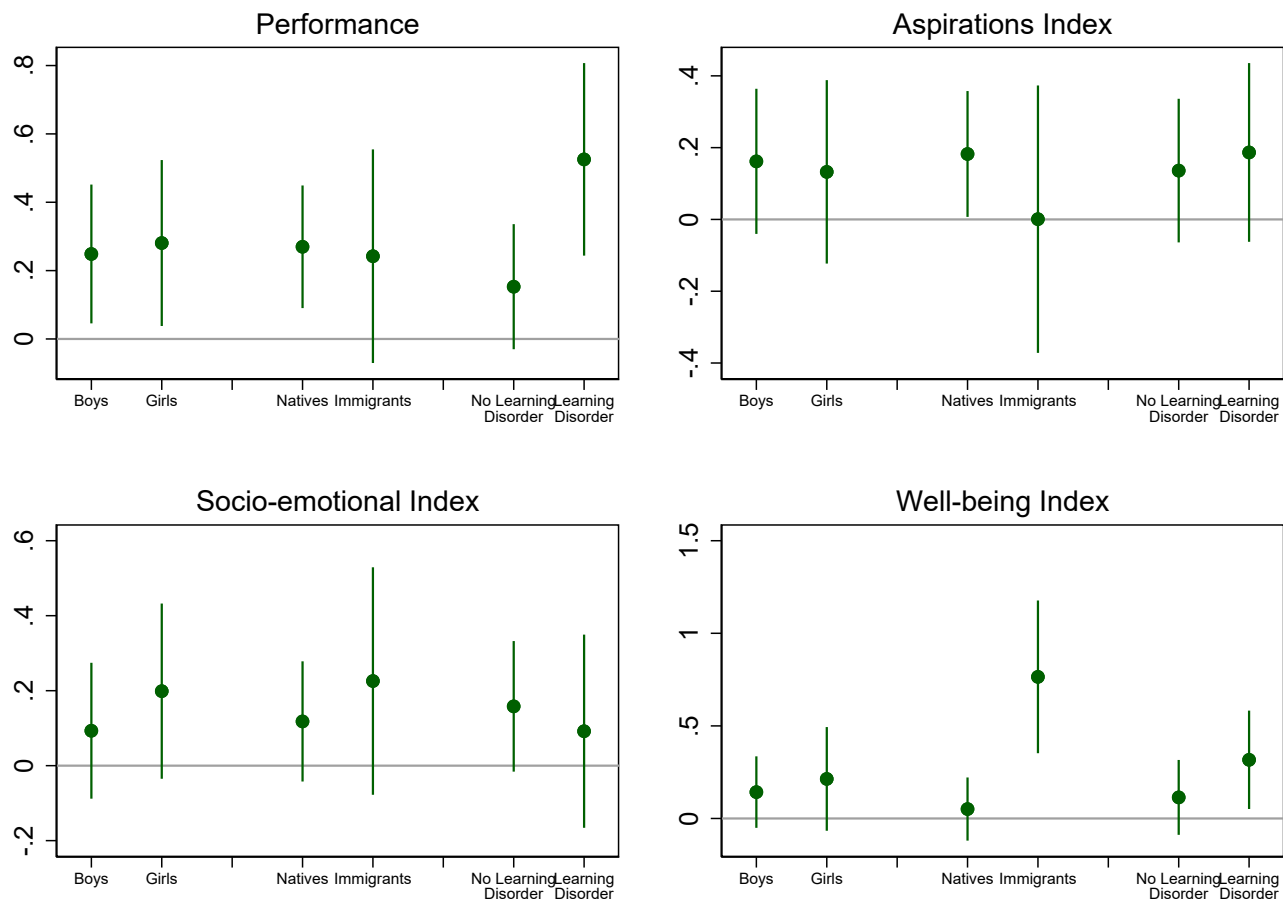 Performance
.8
.6
.4
.2
0
Boys Girls Natives Immigrants No Learning Learning
Disorder Disorder
Aspirations Index
.4
.2
0
-.2
-.4
Boys Girls Natives Immigrants No Learning Learning
Disorder Disorder
Socio-emotional Index
.6
.4
.2
0
-.2
Boys Girls Natives Immigrants No Learning Learning
Disorder Disorder
Well-being Index
1.5
1
.5
0
Boys Girls Natives Immigrants No Learning Learning
Disorder Disorder